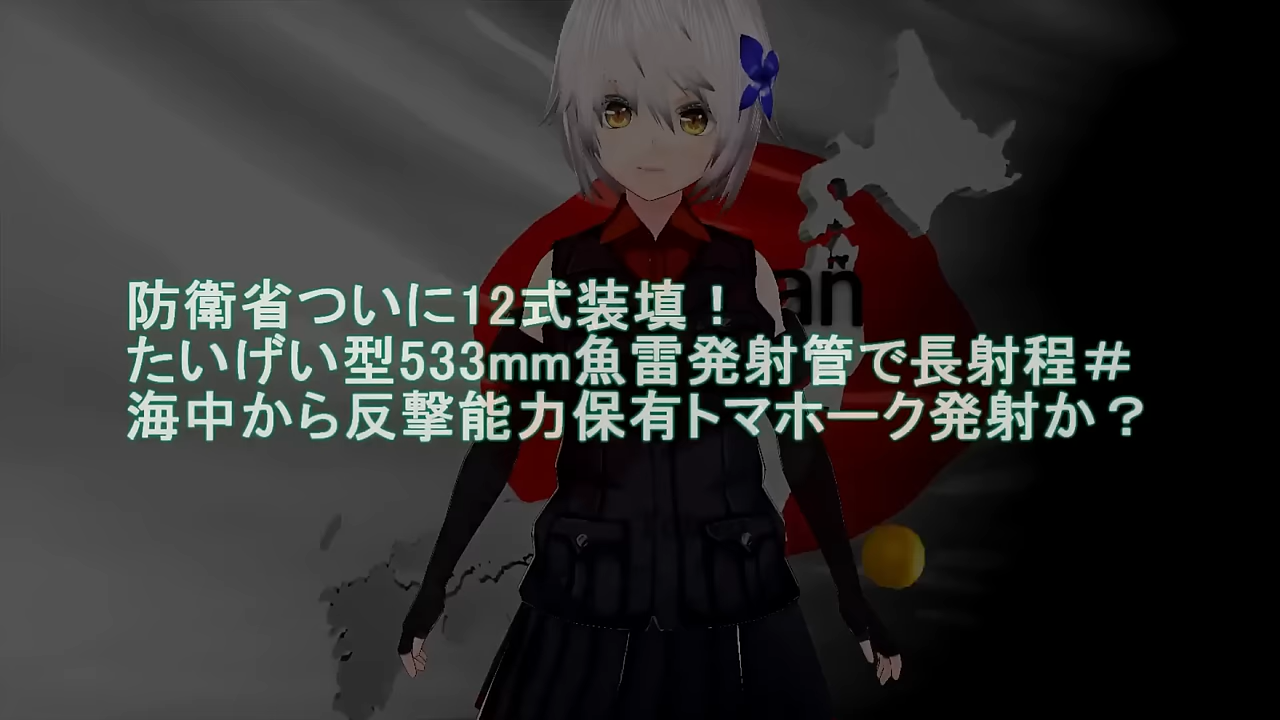 an
防衛省ついに12式装填！
たいげい型533mm魚雷発射管で長射程＃
海中から反撃能力保有トマホーク発射か？